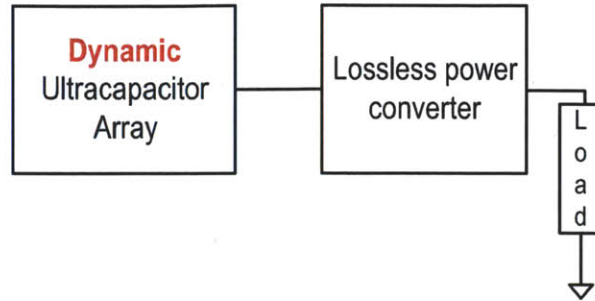 Dynamic
Ultracapacitor
Array
Lossless power
converter
L
o
a
d